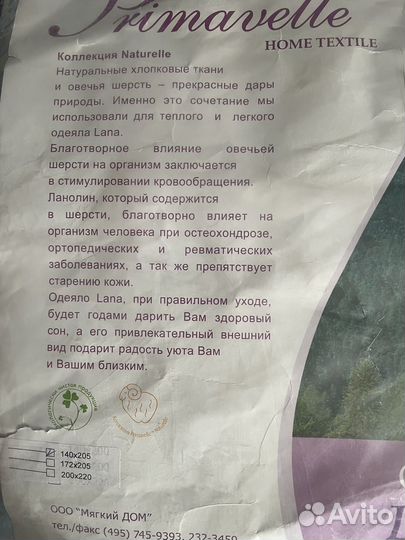 Primavelle
HOME TEXTILE
Коллекция Naturelle
Натуральные хлопковые ткани
и овечья шерсть – прекрасные дары
природы. Именно это сочетание мы
использовали для теплого и легкого
одеяла Lana.
Благотворное влияние овечьей
шерсти на организм заключается
в стимулировании кровообращения.
Ланолин, который содержится
в шерсти, благотворно влияет на
организм человека при остеохондрозе,
ортопедических и ревматических
заболеваниях, а так же препятствует
старению кожи.
Одеяло Lana, при правильном уходе,
будет годами дарить Вам здоровый
сон, а его привлекательный внешний
вид подарит радость уюта Вам
и Вашим близким.
экологически чистая продукция
140x205
172x205
200x220
ООО "Мягкий ДОМ"
тел./факс (495) 745-9393, 232-3450
Avito